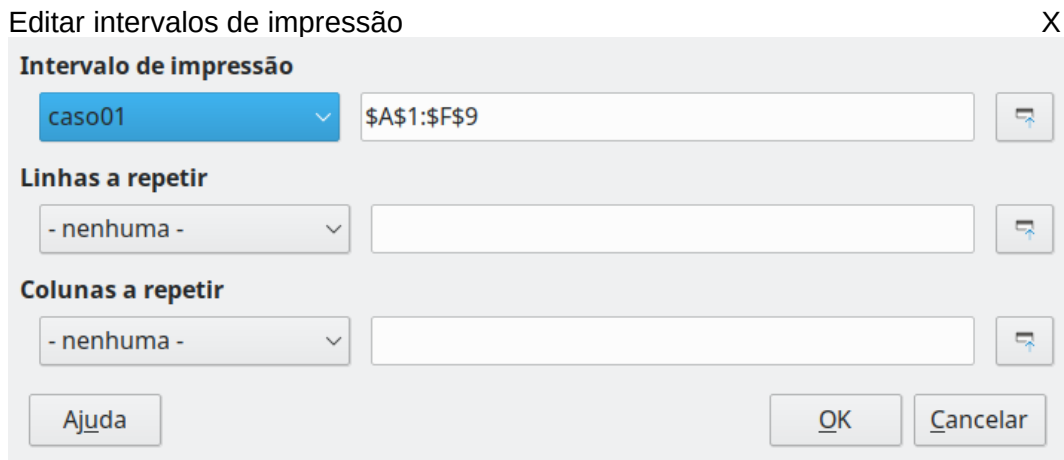 Editar intervalos de impressão X
Intervalo de impressão
caso01 $A$1:$F$9
Linhas a repetir
- nenhuma -
Colunas a repetir
- nenhuma -
Ajuda OK Cancelar